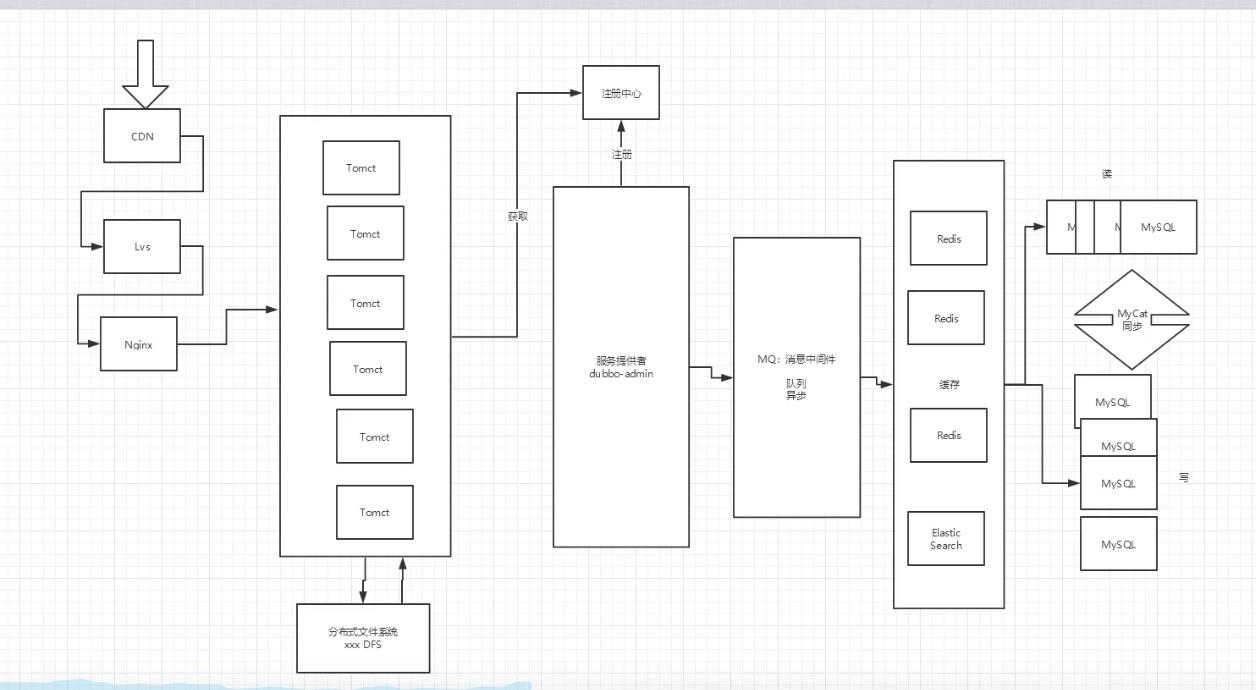 CDN
Lvs
Nginx
Tomct
Tomct
Tomct
Tomct
Tomct
Tomct
分布式文件系统
xxx DFS
获取
注册中心
注册
服务提供者
dubbo-admin
MQ：消息中间件
队列
异步
Redis
Redis
缓存
Redis
Elastic
Search
读
M
M
MySQL
MyCat
同步
MySQL
MySQL
MySQL
写
MySQL